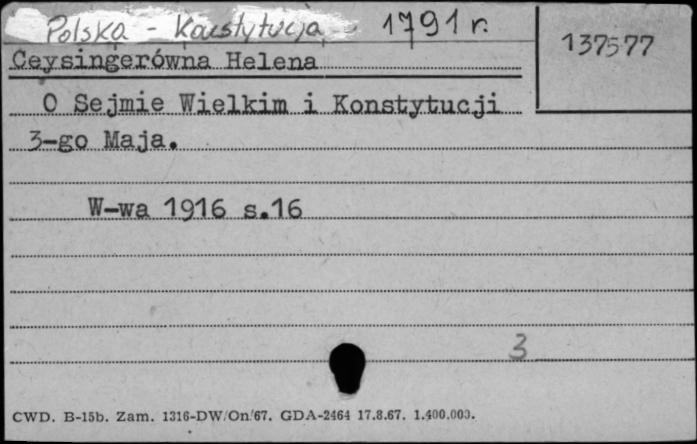 Polska - Konstytucja 1791 r.
137577
Ceysingerówna Helena
O Sejmie Wielkim i Konstytucji
3-go Maja.
W-wa 1916 s.16
3
CWD. B-15b. Zam. 1316-DW/On/67. GDA-2464 17.8.67. 1.400.000.